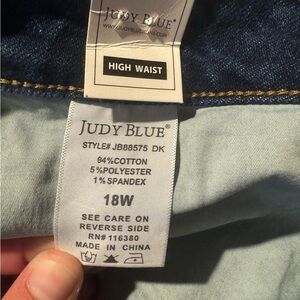 JUDY BLUE®
HIGH WAIST
JUDY BLUE®
STYLE# JB88575 DK
94%COTTON
5%POLYESTER
1%SPANDEX
18W
SEE CARE ON
REVERSE SIDE
RN#116380
MADE IN CHINA